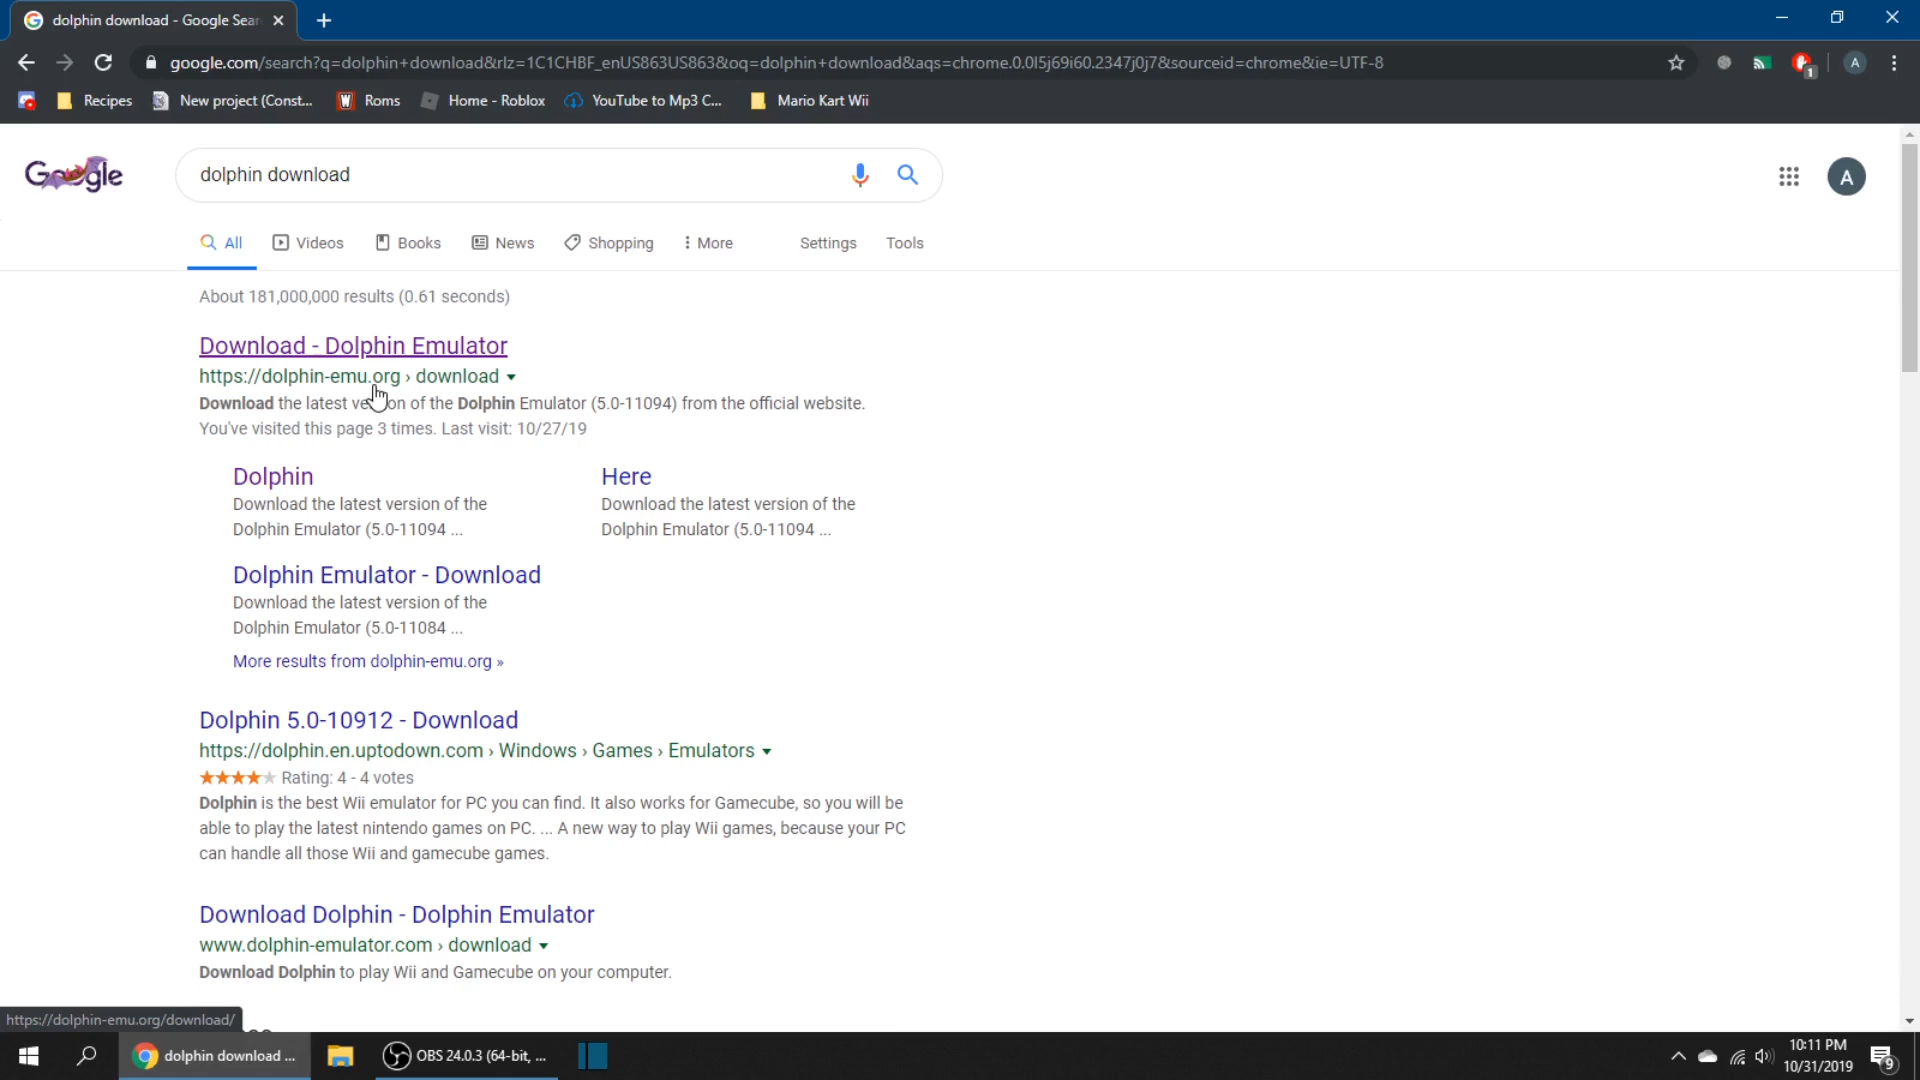 dolphin download - Google Sear
google.com/search?q=dolphin+download&rlz=1C1CHBF_enUS863US863&oq=dolphin+download&aqs=chrome.0.0l5j69i60.2347j0j7&sourceid=chrome&ie=UTF-8
1
A
Recipes
New project (Const...
W
Roms
Home - Roblox
YouTube to Mp3 C...
Mario Kart Wii
Google
dolphin download
A
All
Videos
Books
News
Shopping
More
Settings
Tools
About 181,000,000 results (0.61 seconds)
Download - Dolphin Emulator
https://dolphin-emu.org › download
Download the latest version of the Dolphin Emulator (5.0-11094) from the official website.
You've visited this page 3 times. Last visit: 10/27/19
Dolphin
Download the latest version of the
Dolphin Emulator (5.0-11094 ...
Here
Download the latest version of the
Dolphin Emulator (5.0-11094 ...
Dolphin Emulator - Download
Download the latest version of the
Dolphin Emulator (5.0-11084 ...
More results from dolphin-emu.org »
Dolphin 5.0-10912 - Download
https://dolphin.en.uptodown.com › Windows › Games › Emulators
Rating: 4 - 4 votes
Dolphin is the best Wii emulator for PC you can find. It also works for Gamecube, so you will be
able to play the latest nintendo games on PC. ... A new way to play Wii games, because your PC
can handle all those Wii and gamecube games.
Download Dolphin - Dolphin Emulator
www.dolphin-emulator.com › download
Download Dolphin to play Wii and Gamecube on your computer.
https://dolphin-emu.org/download/
dolphin download ...
OBS 24.0.3 (64-bit, ...
10:11 PM
10/31/2019
9